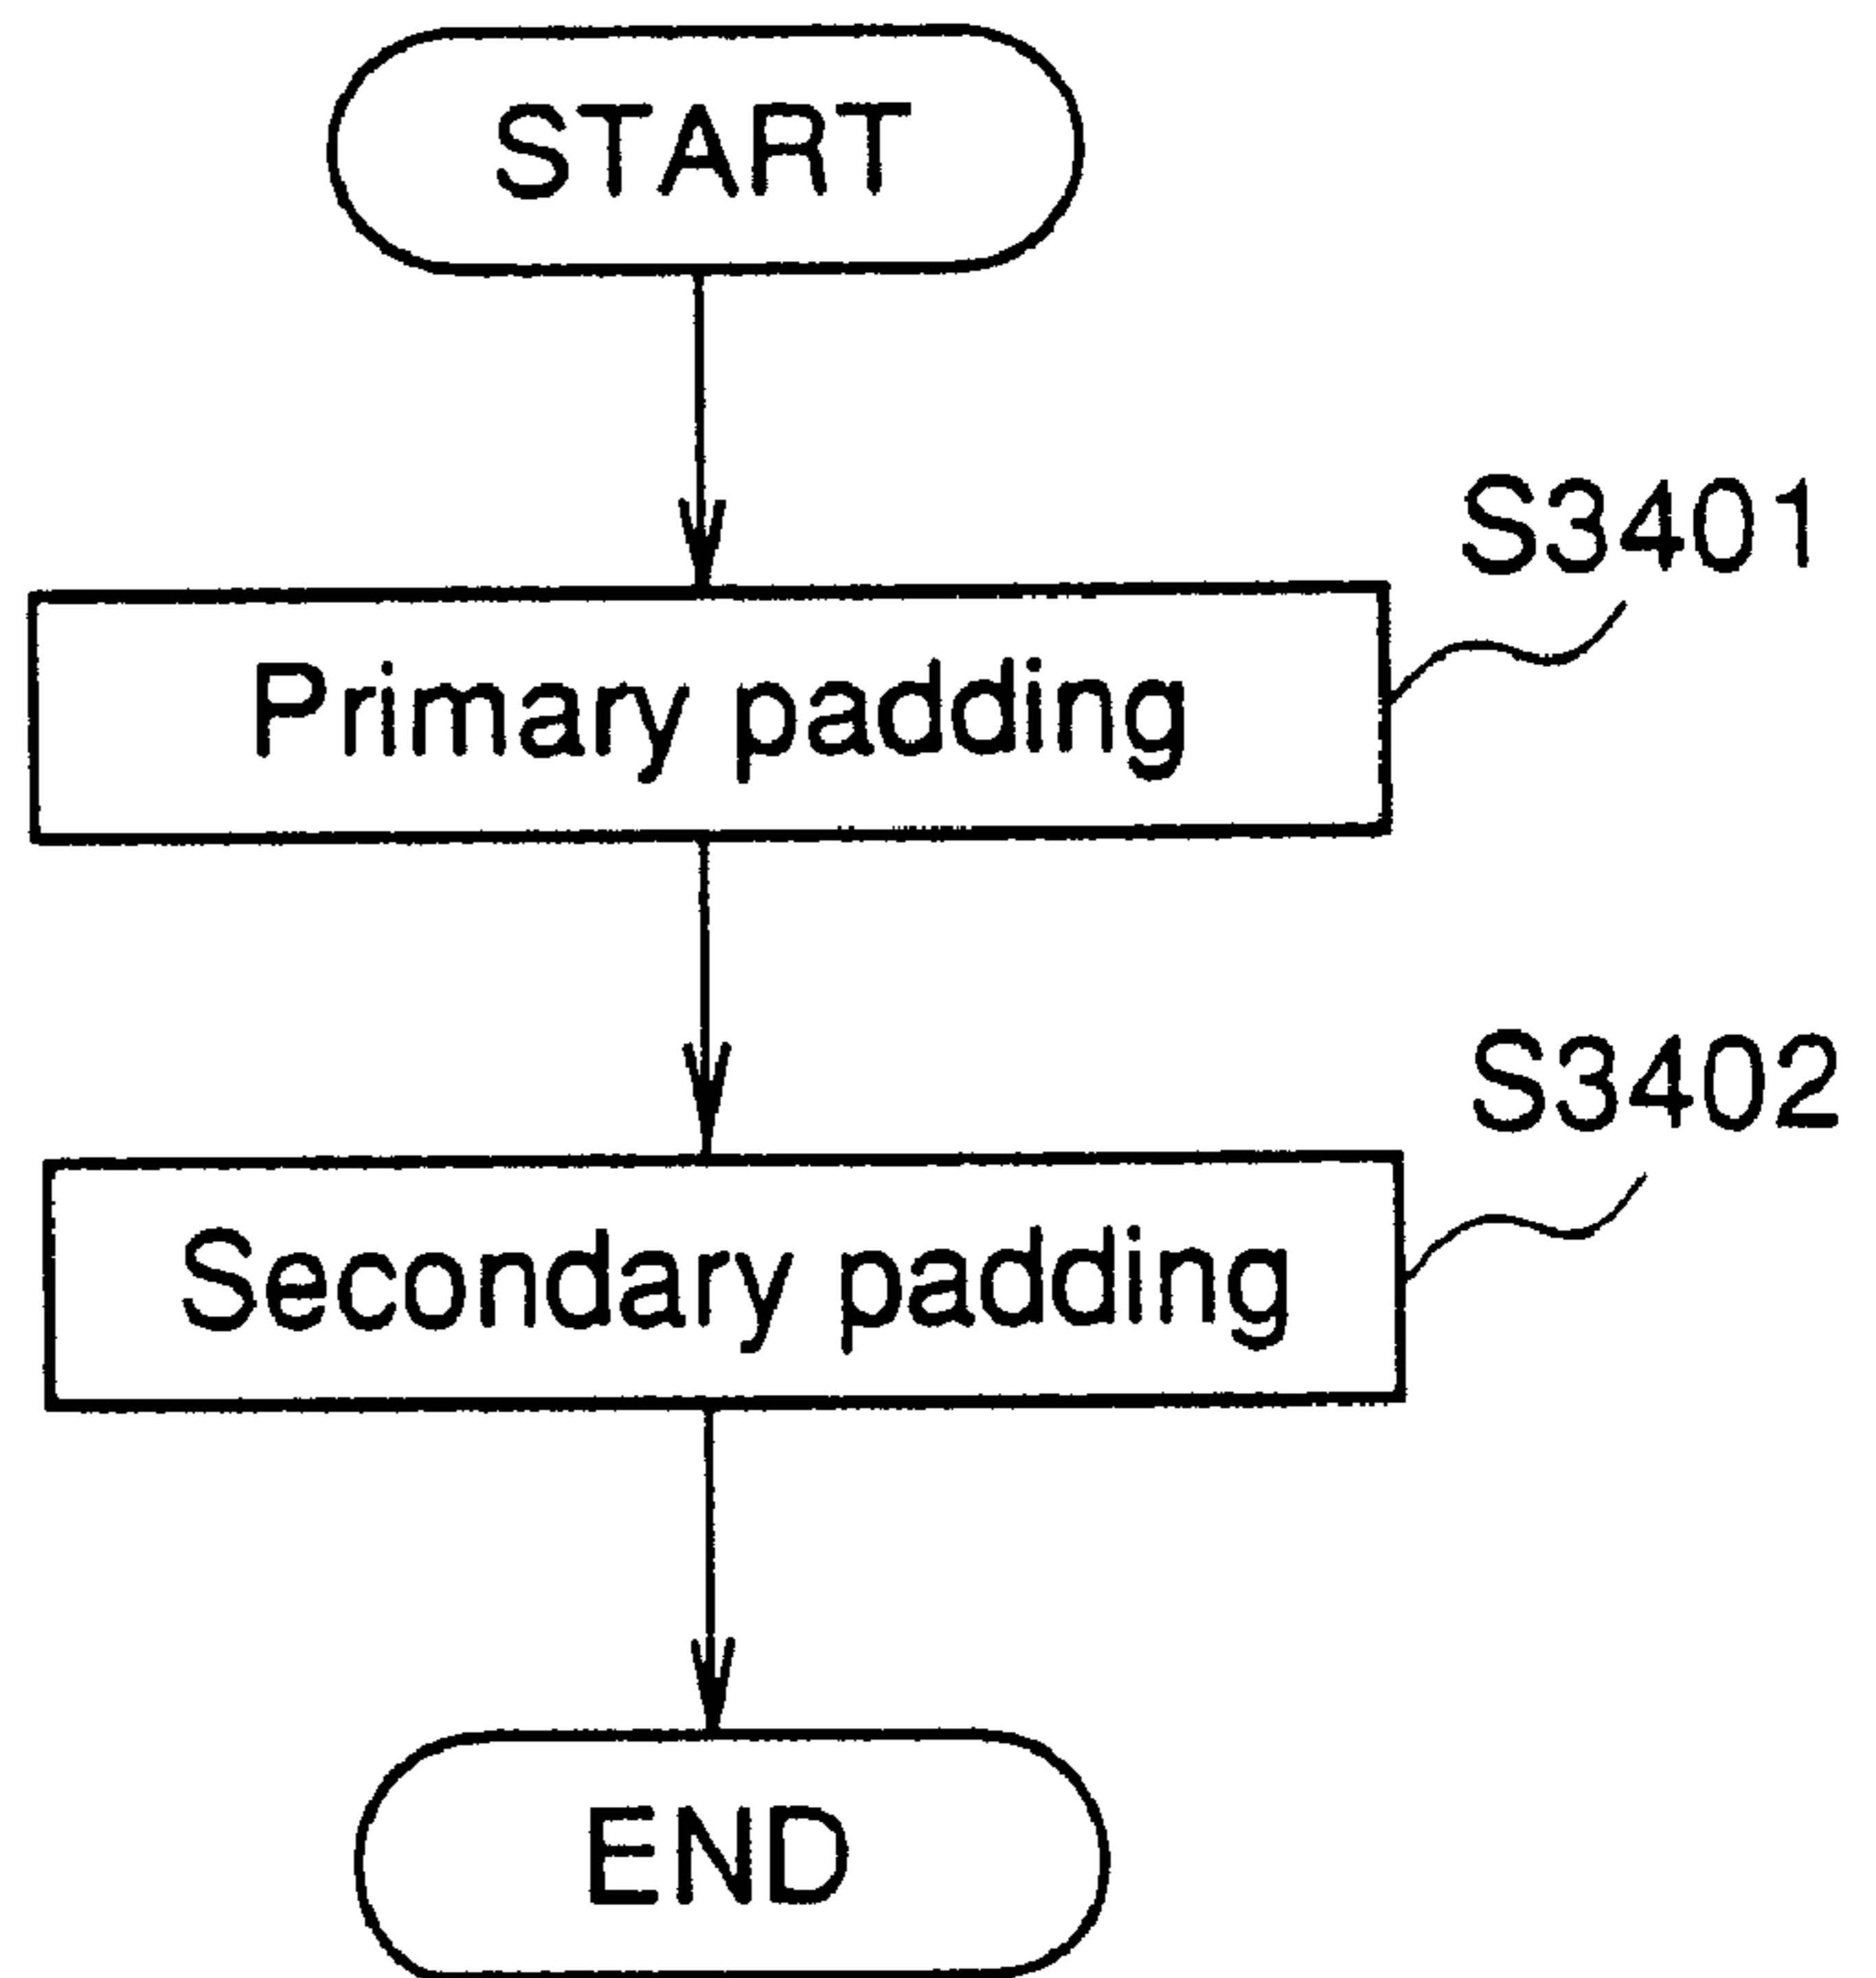 START
S3401
Primary padding
S3402
Secondary padding
END